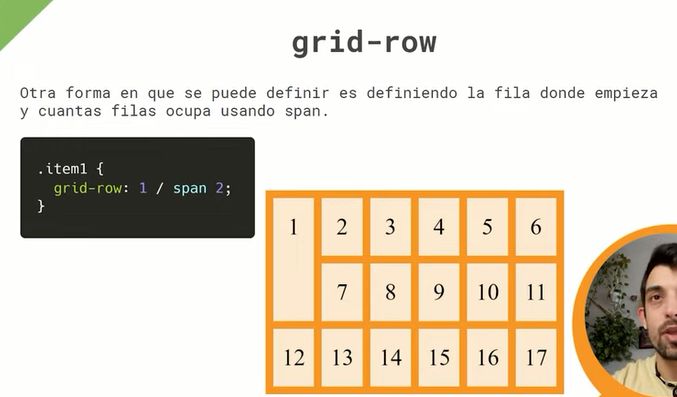 grid-row
Otra forma en que se puede definir es definiendo la fila donde empieza
y cuantas filas ocupa usando span.
.item1 {
grid-row: 1 / span 2;
}
1 2 3 4 5 6
7 8 9 10 11
12 13 14 15 16 17